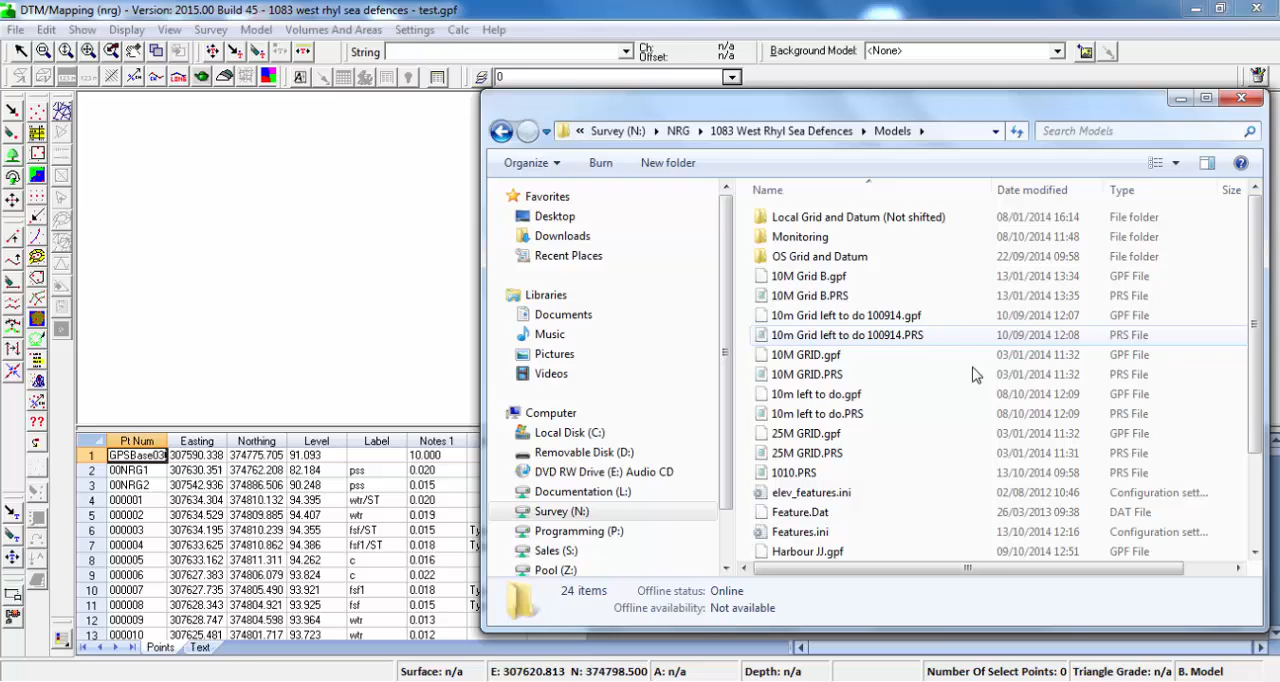 DTM/Mapping (nrg) - Version: 2015.00 Build 45 - 1083 west rhyl sea defences - test.gpf
File Edit Show Display View Survey Model Volumes And Areas Settings Calc Help
String Ch: n/a Offset: n/a Background Model: <None>
0
« Survey (N:) NRG 1083 West Rhyl Sea Defences Models Search Models
Organize Burn New folder
Favorites
Desktop
Downloads
Recent Places
Libraries
Documents
Music
Pictures
Videos
Computer
Local Disk (C:)
Removable Disk (D:)
DVD RW Drive (E:) Audio CD
Documentation (L:)
Survey (N:)
Programming (P:)
Sales (S:)
Pool (Z:)
Name Date modified Type Size
Local Grid and Datum (Not shifted) 08/01/2014 16:14 File folder
Monitoring 08/10/2014 11:48 File folder
OS Grid and Datum 22/09/2014 09:58 File folder
10M Grid B.gpf 13/01/2014 13:34 GPF File
10M Grid B.PRS 13/01/2014 13:35 PRS File
10m Grid left to do 100914.gpf 10/09/2014 12:07 GPF File
10m Grid left to do 100914.PRS 10/09/2014 12:08 PRS File
10M GRID.gpf 03/01/2014 11:32 GPF File
10M GRID.PRS 03/01/2014 11:32 PRS File
10m left to do.gpf 08/10/2014 12:09 GPF File
10m left to do.PRS 08/10/2014 12:09 PRS File
25M GRID.gpf 03/01/2014 11:32 GPF File
25M GRID.PRS 03/01/2014 11:31 PRS File
1010.PRS 13/10/2014 09:58 PRS File
elev_features.ini 02/08/2012 10:46 Configuration sett...
Feature.Dat 26/03/2013 09:38 DAT File
Features.ini 13/10/2014 12:16 Configuration sett...
Harbour JJ.gpf 09/10/2014 12:51 GPF File
24 items Offline status: Online
Offline availability: Not available
Pt Num Easting Northing Level Label Notes 1
1 GPSBase03 307590.338 374775.705 91.093 10.000
2 00NRG1 307630.351 374762.208 82.184 pss 0.020
3 00NRG2 307542.936 374886.506 90.248 pss 0.015
4 000001 307634.304 374810.132 94.395 wtr/ST 0.020
5 000002 307634.529 374809.885 94.407 wtr 0.019
6 000003 307634.195 374810.239 94.355 fsf/ST 0.015 Ty
7 000004 307633.625 374810.862 94.386 fsf1/ST 0.018 Ty
8 000005 307633.162 374811.311 94.262 c 0.016
9 000006 307627.383 374806.079 93.824 c 0.022
10 000007 307627.736 374805.490 93.921 fsf1 0.018 Ty
11 000008 307628.343 374804.921 93.925 fsf 0.015 Ty
12 000009 307628.747 374804.598 93.964 wtr 0.013
13 000010 307625.481 374801.717 93.723 wtr 0.012
Points Text
Surface: n/a E: 307620.813 N: 374798.500 A: n/a Depth: n/a Number Of Select Points: 0 Triangle Grade: n/a B. Model